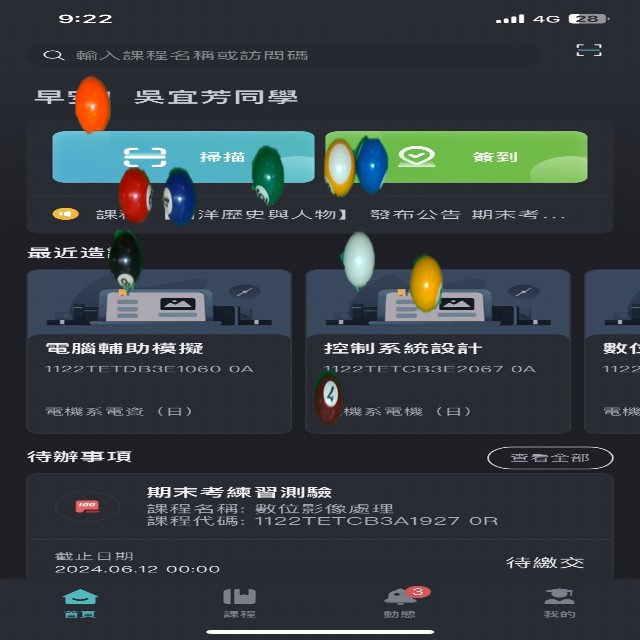 9:22 4G 28
輸入課程名稱或訪問碼
早安 吳宜芳同學
掃描 簽到
洋歷史與人物】 發布公告 期末考...
最近造訪
電腦輔助模擬
1122TETDB3E1060 0A
電機系電資（日）
控制系統設計
1122TETCB3E2067 0A
機系電機（日）
數位
1122
電機
待辦事項 查看全部
期末考練習測驗
課程名稱: 數位影像處理
課程代碼: 1122TETCB3A1927 0R
截止日期
2024.06.12 00:00
待繳交
首頁 課程 動態 3 我的